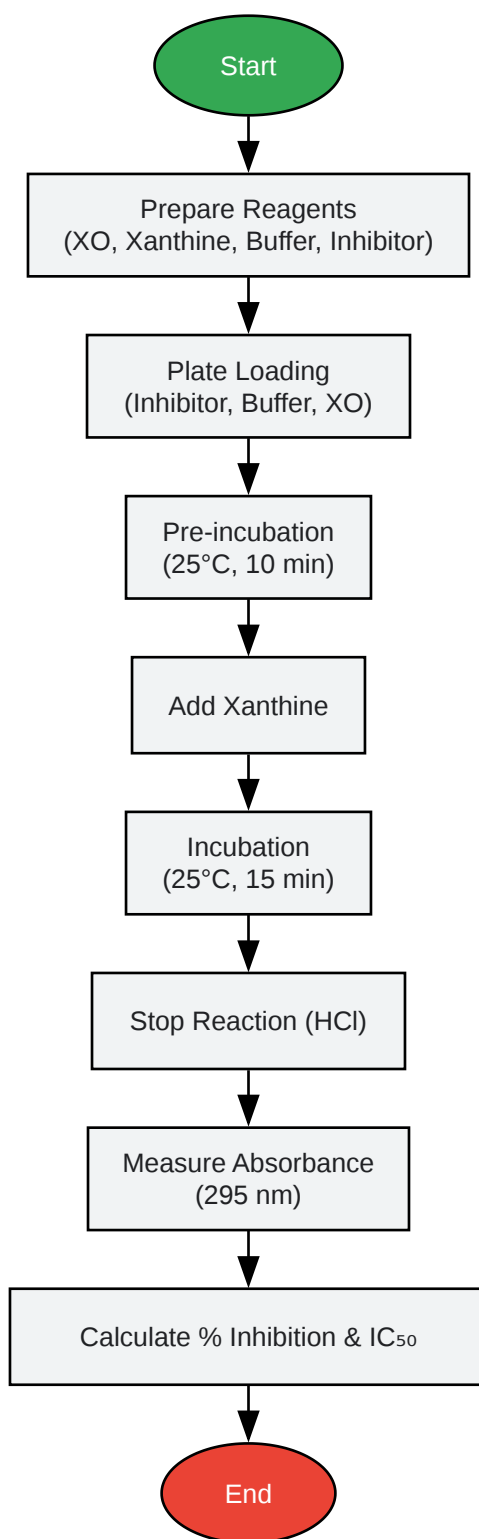 Start
Prepare Reagents
(XO, Xanthine, Buffer, Inhibitor)
Plate Loading
(Inhibitor, Buffer, XO)
Pre-incubation
(25°C, 10 min)
Add Xanthine
Incubation
(25°C, 15 min)
Stop Reaction (HCl)
Measure Absorbance
(295 nm)
Calculate % Inhibition & IC₅₀
End